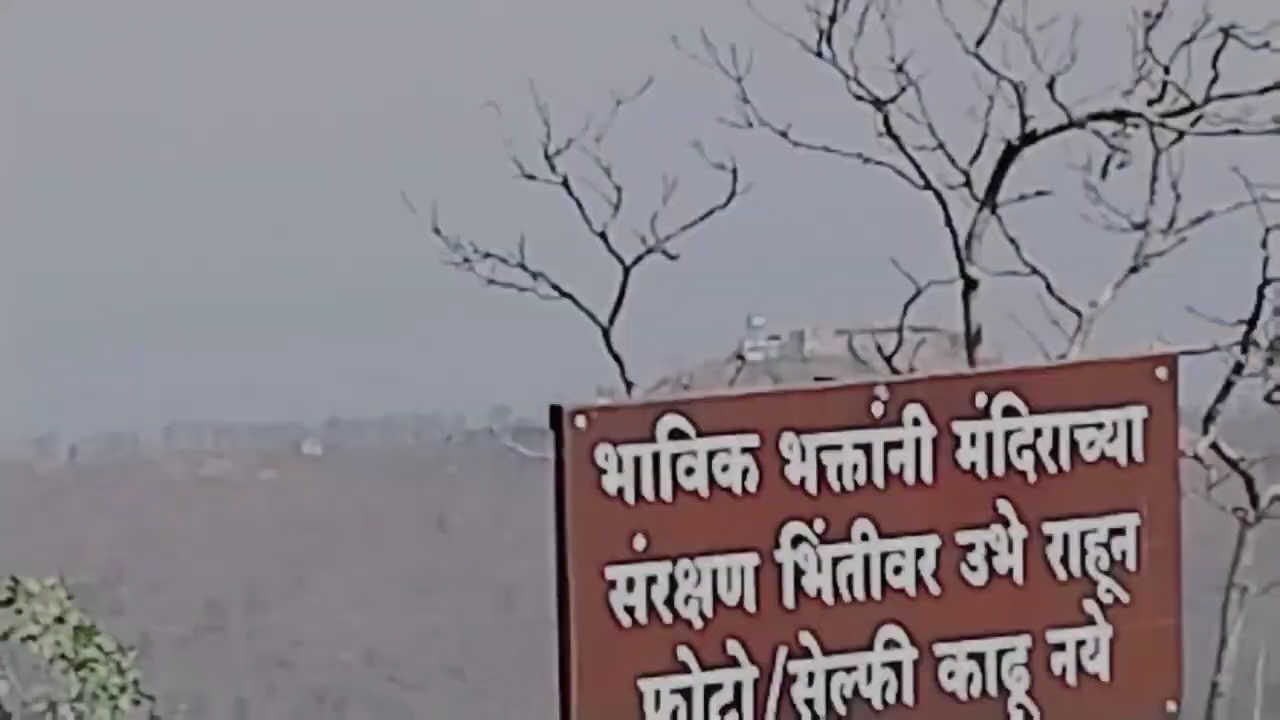 भाविक भक्तांनी मंदिराच्या
संरक्षण भिंतीवर उभे राहून
फोटो/सेल्फी काढू नये